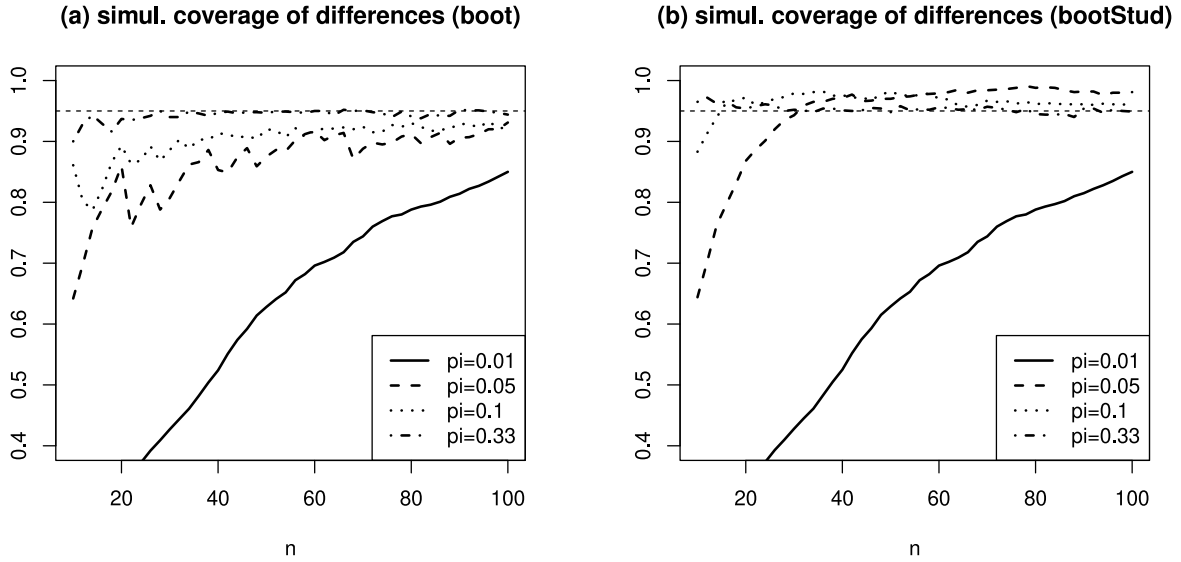 (a) simul. coverage of differences (boot)
1.0
0.9
0.8
0.7
0.6
0.5
0.4
20 40 60 80 100
n
pi=0.01
pi=0.05
pi=0.1
pi=0.33
(b) simul. coverage of differences (bootStud)
1.0
0.9
0.8
0.7
0.6
0.5
0.4
20 40 60 80 100
n
pi=0.01
pi=0.05
pi=0.1
pi=0.33